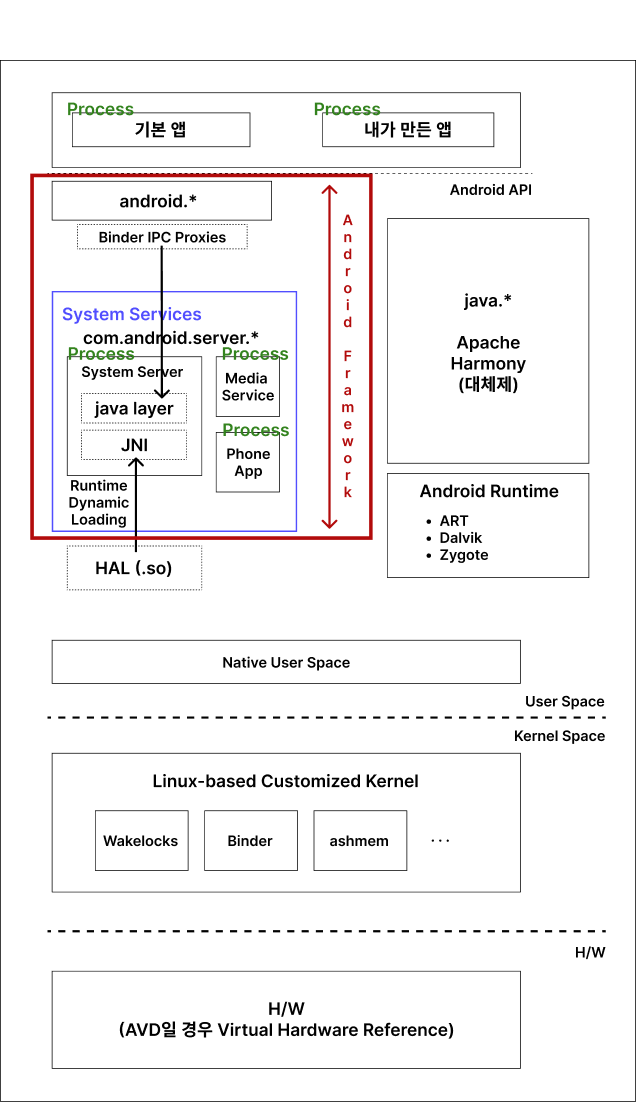 Process
기본 앱
Process
내가 만든 앱
Android API
android.*
Binder IPC Proxies
Android Framework
System Services
com.android.server.*
Process
System Server
java layer
JNI
Process
Media
Service
Process
Phone
App
Runtime
Dynamic
Loading
HAL (.so)
java.*
Apache
Harmony
(대체제)
Android Runtime
• ART
• Dalvik
• Zygote
Native User Space
User Space
Kernel Space
Linux-based Customized Kernel
Wakelocks
Binder
ashmem
...
H/W
H/W
(AVD일 경우 Virtual Hardware Reference)